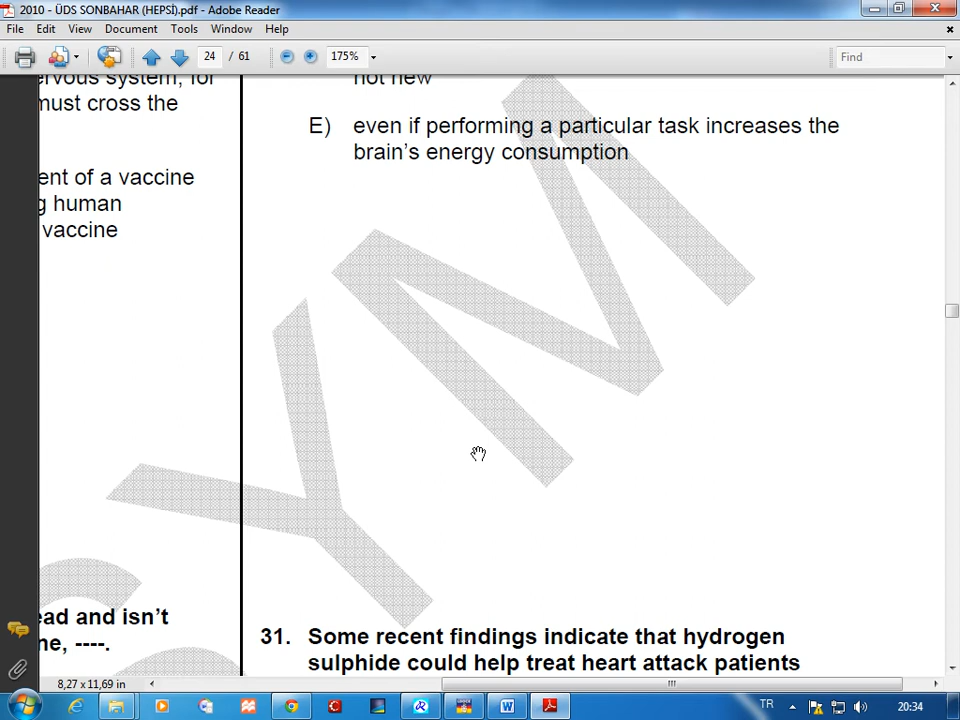 2010 - ÜDS SONBAHAR (HEPSİ).pdf - Adobe Reader
File Edit View Document Tools Window Help
24 / 61 175% Find
ervous system, for
must cross the
ent of a vaccine
g human
vaccine
ead and isn't
ne, ----.
not new
E) even if performing a particular task increases the
brain's energy consumption
31. Some recent findings indicate that hydrogen
sulphide could help treat heart attack patients
YM
8,27 x 11,69 in
TR 20:34